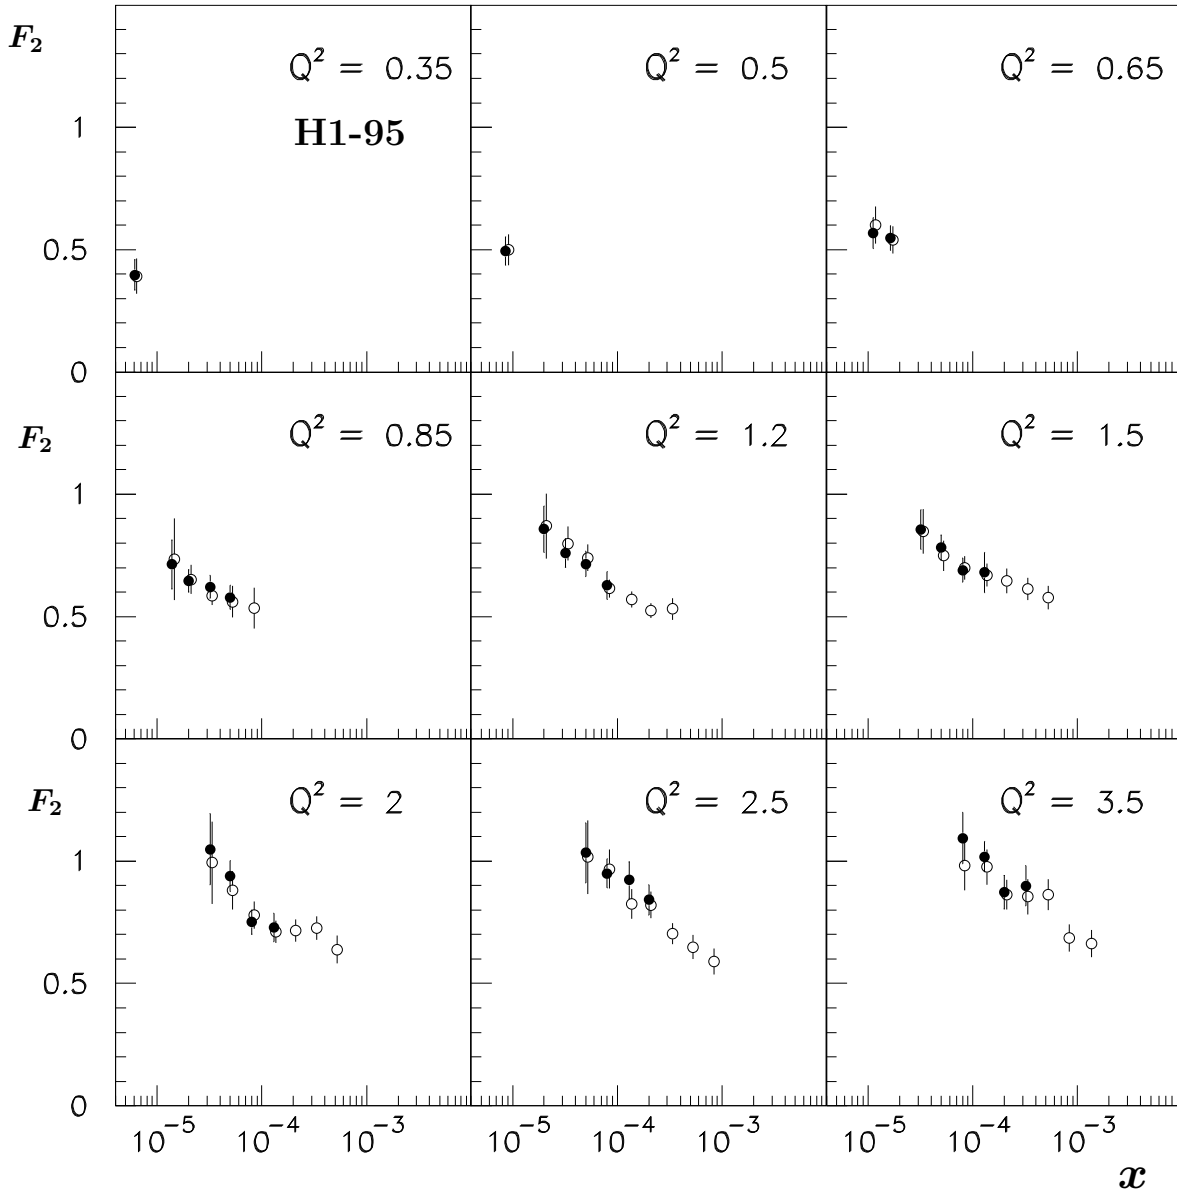 F₂
Q² = 0.35
Q² = 0.5
Q² = 0.65
H1-95
1
0.5
0
F₂
Q² = 0.85
Q² = 1.2
Q² = 1.5
1
0.5
0
F₂
Q² = 2
Q² = 2.5
Q² = 3.5
1
0.5
0
10⁻⁵ 10⁻⁴ 10⁻³
10⁻⁵ 10⁻⁴ 10⁻³
10⁻⁵ 10⁻⁴ 10⁻³
x